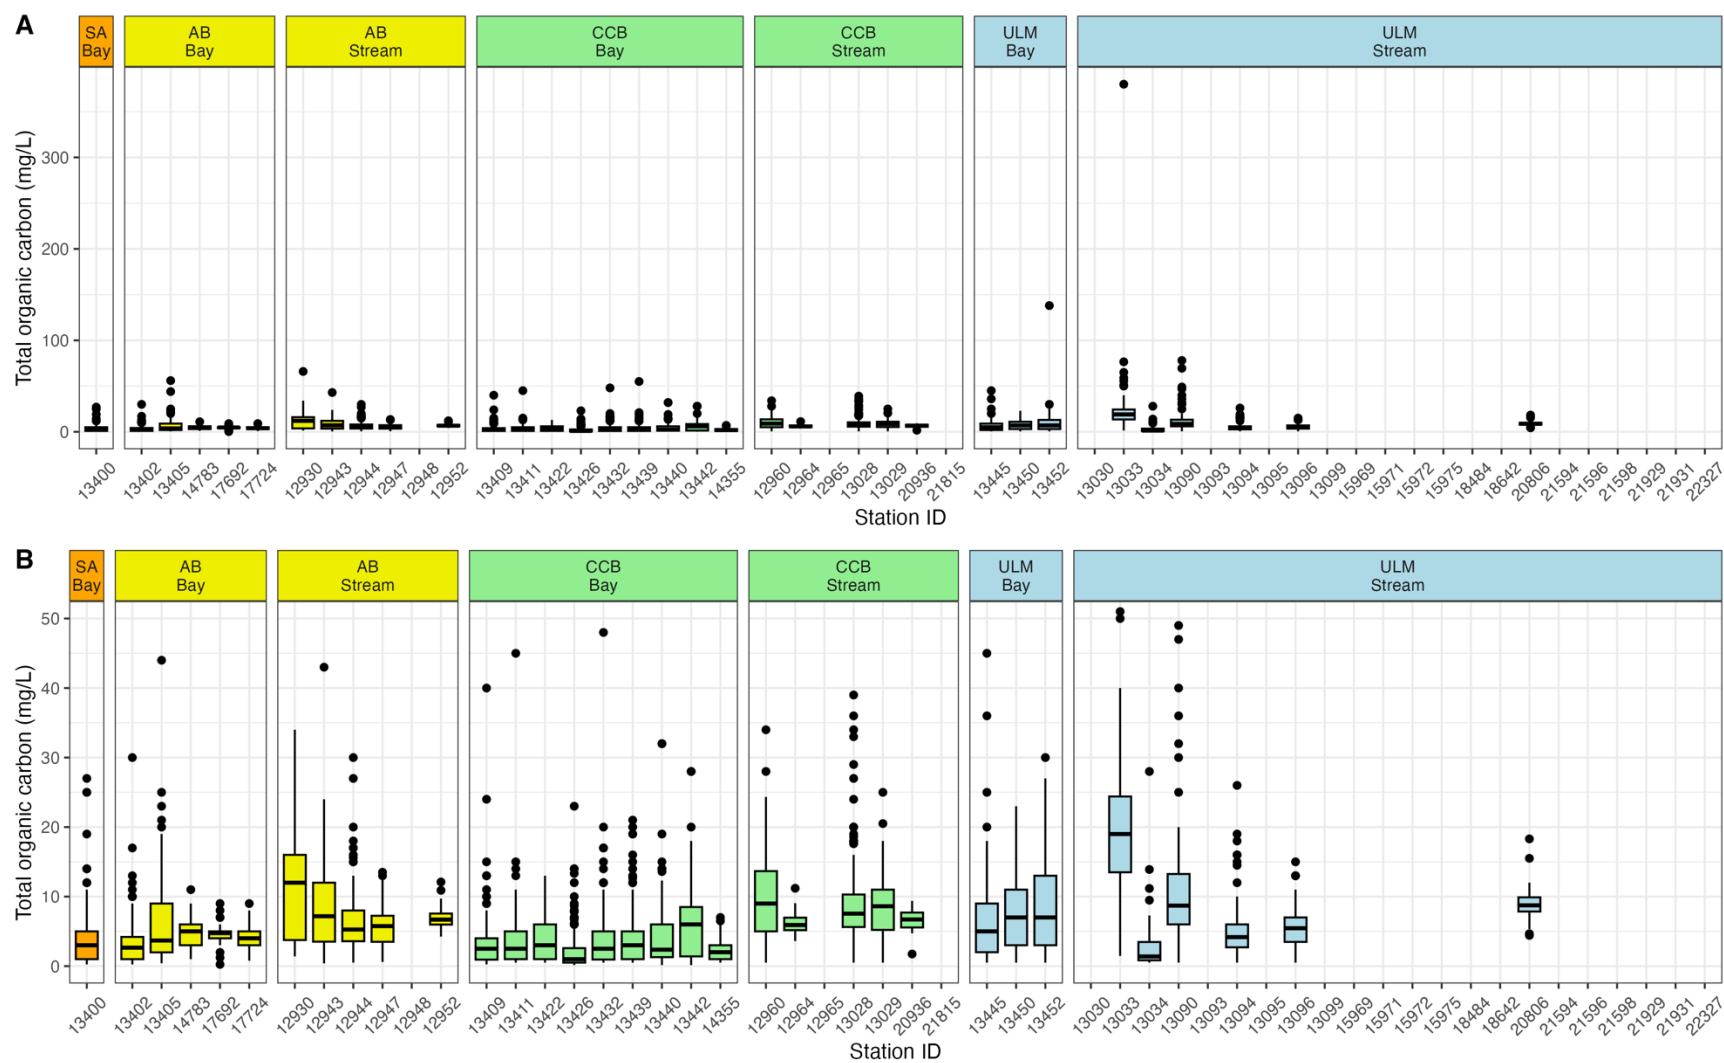 A
SA
Bay
AB
Bay
AB
Stream
CCB
Bay
CCB
Stream
ULM
Bay
ULM
Stream
Total organic carbon (mg/L)
300
200
100
0
13400 13402 13405 14783 17692 17724 12930 12943 12944 12947 12948 12952 13409 13411 13422 13426 13432 13439 13440 13442 14355 12960 12964 12965 13028 13029 20936 21815 13445 13450 13452 13030 13033 13034 13090 13093 13094 13095 13096 13099 15969 15971 15972 15975 18484 18642 20806 21594 21596 21598 21929 21931 22327
Station ID
B
SA
Bay
AB
Bay
AB
Stream
CCB
Bay
CCB
Stream
ULM
Bay
ULM
Stream
Total organic carbon (mg/L)
50
40
30
20
10
0
13400 13402 13405 14783 17692 17724 12930 12943 12944 12947 12948 12952 13409 13411 13422 13426 13432 13439 13440 13442 14355 12960 12964 12965 13028 13029 20936 21815 13445 13450 13452 13030 13033 13034 13090 13093 13094 13095 13096 13099 15969 15971 15972 15975 18484 18642 20806 21594 21596 21598 21929 21931 22327
Station ID